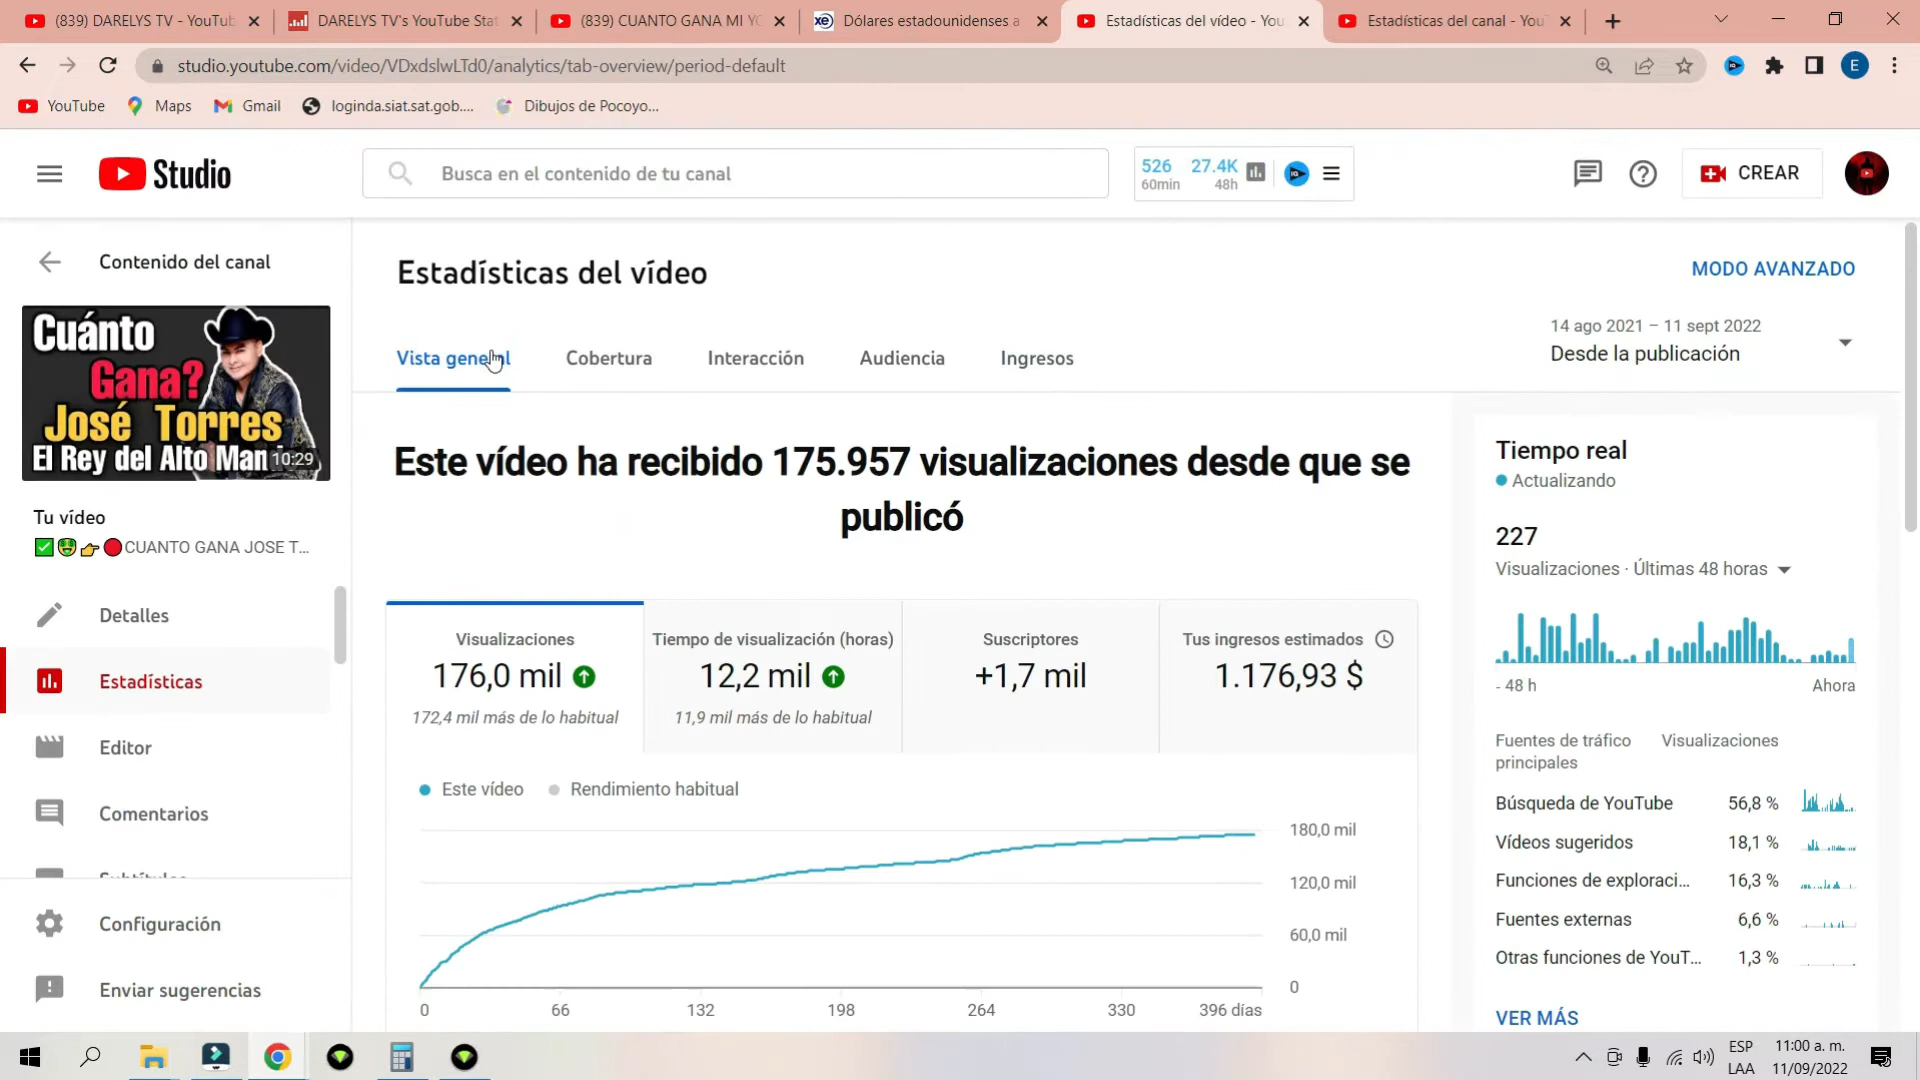 (839) DARELYS TV - YouTub
DARELYS TV's YouTube Stat
(839) CUANTO GANA MI YO
Dólares estadounidenses a
Estadísticas del vídeo - You
Estadísticas del canal - YouT
studio.youtube.com/video/VDxdslwLTd0/analytics/tab-overview/period-default
E
YouTube
Maps
Gmail
loginda.siat.sat.gob....
Dibujos de Pocoyo...
Studio
Busca en el contenido de tu canal
526
60min
27.4K
48h
CREAR
Contenido del canal
Cuánto
Gana?
José Torres
El Rey del Alto Man
10:29
Tu vídeo
CUANTO GANA JOSE T...
Detalles
Estadísticas
Editor
Comentarios
Subtítulos
Configuración
Enviar sugerencias
Estadísticas del vídeo
MODO AVANZADO
Vista general
Cobertura
Interacción
Audiencia
Ingresos
14 ago 2021 – 11 sept 2022
Desde la publicación
Este vídeo ha recibido 175.957 visualizaciones desde que se
publicó
Visualizaciones
176,0 mil
172,4 mil más de lo habitual
Tiempo de visualización (horas)
12,2 mil
11,9 mil más de lo habitual
Suscriptores
+1,7 mil
Tus ingresos estimados
1.176,93 $
Este vídeo
Rendimiento habitual
180,0 mil
120,0 mil
60,0 mil
0
0
66
132
198
264
330
396 días
Tiempo real
Actualizando
227
Visualizaciones · Últimas 48 horas
- 48 h
Ahora
Fuentes de tráfico
principales
Visualizaciones
Búsqueda de YouTube
56,8 %
Vídeos sugeridos
18,1 %
Funciones de exploraci...
16,3 %
Fuentes externas
6,6 %
Otras funciones de YouT...
1,3 %
VER MÁS
ESP
LAA
11:00 a. m.
11/09/2022